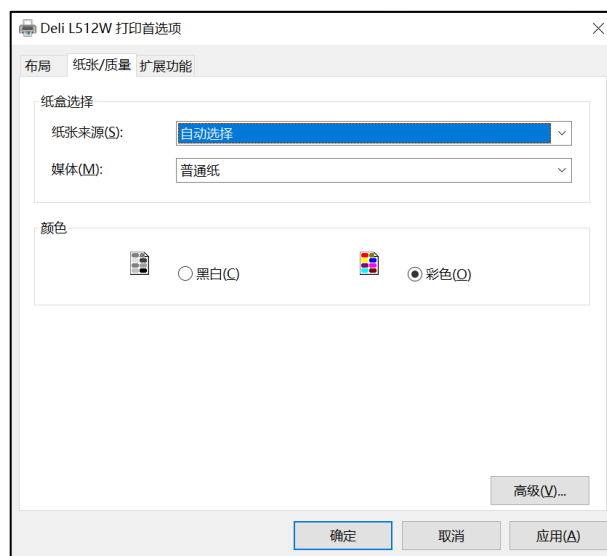 Deli L512W 打印首选项
布局 纸张/质量 扩展功能
纸盒选择
纸张来源(S): 自动选择
媒体(M): 普通纸
颜色
黑白(C) 彩色(O)
高级(V)...
确定 取消 应用(A)